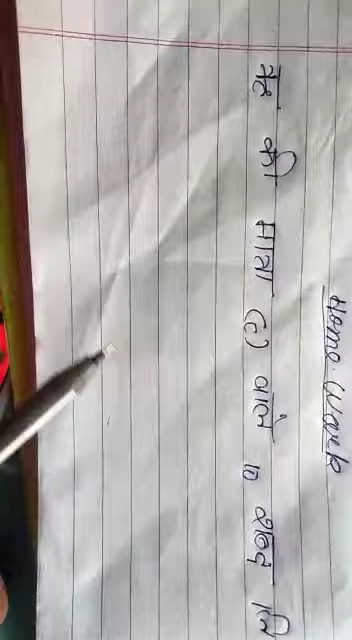 Home. Work
ऋ की मात्रा (ृ) वाले 10 शब्द लि